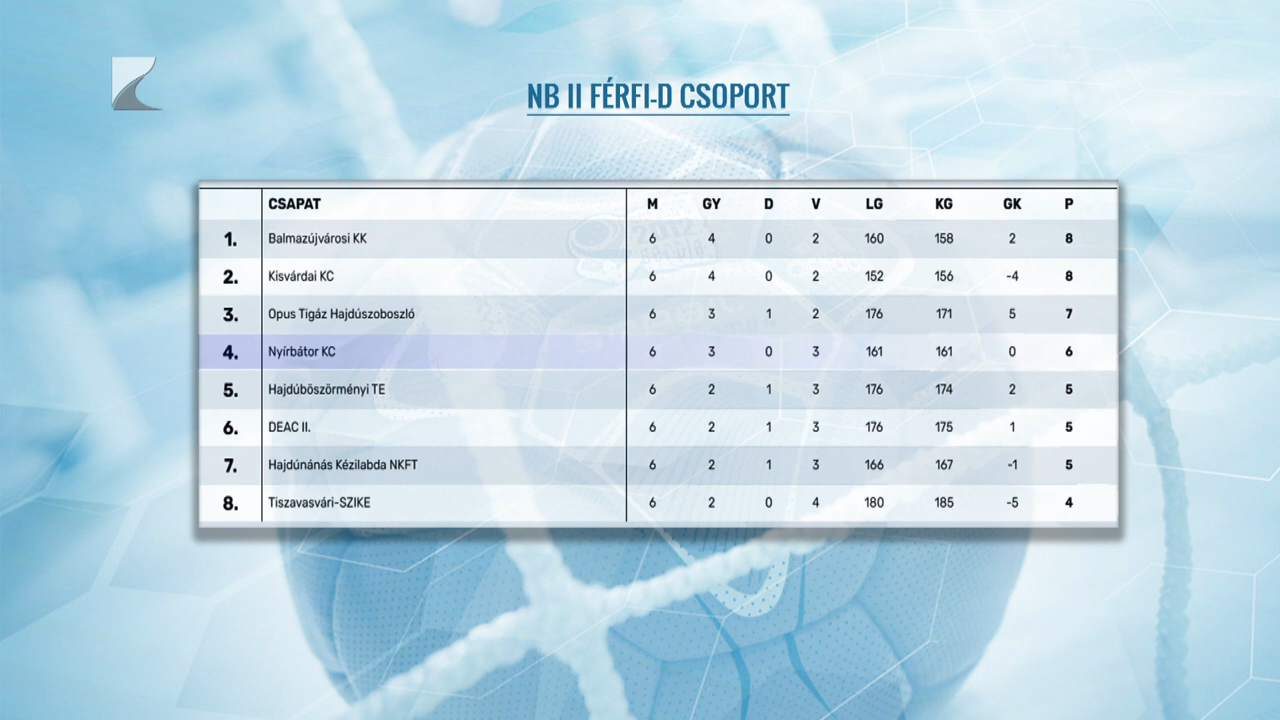 NB II FÉRFI-D CSOPORT
CSAPAT M GY D V LG KG GK P
1. Balmazújvárosi KK 6 4 0 2 160 158 2 8
2. Kisvárdai KC 6 4 0 2 152 156 -4 8
3. Opus Tigáz Hajdúszoboszló 6 3 1 2 176 171 5 7
4. Nyírbátor KC 6 3 0 3 161 161 0 6
5. Hajdúböszörményi TE 6 2 1 3 176 174 2 5
6. DEAC II. 6 2 1 3 176 175 1 5
7. Hajdúnánás Kézilabda NKFT 6 2 1 3 166 167 -1 5
8. Tiszavasvári-SZIKE 6 2 0 4 180 185 -5 4